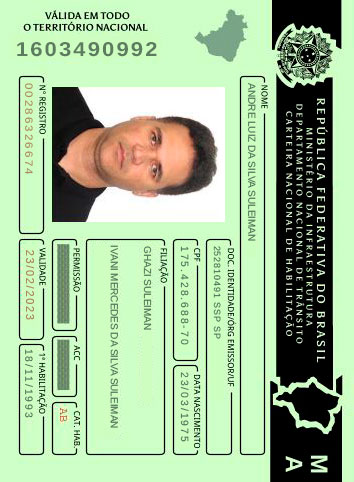 VÁLIDA EM TODO
O TERRITÓRIO NACIONAL
1603490992
REPÚBLICA FEDERATIVA DO BRASIL
MINISTÉRIO DA INFRAESTRUTURA
DEPARTAMENTO NACIONAL DE TRÂNSITO
CARTEIRA NACIONAL DE HABILITAÇÃO
MA
NOME
ANDRE LUIZ DA SILVA SULEIMAN
DOC. IDENTIDADE/ÓRG EMISSOR/UF
252810491 SSP SP
CPF
175.428.688-70
DATA NASCIMENTO
23/03/1975
FILIAÇÃO
GHAZI SULEIMAN
IVANI MERCEDES DA SILVA SULEIMAN
PERMISSÃO
ACC
CAT. HAB.
AB
Nº REGISTRO
00286326674
VALIDADE
23/02/2023
1ª HABILITAÇÃO
18/11/1993